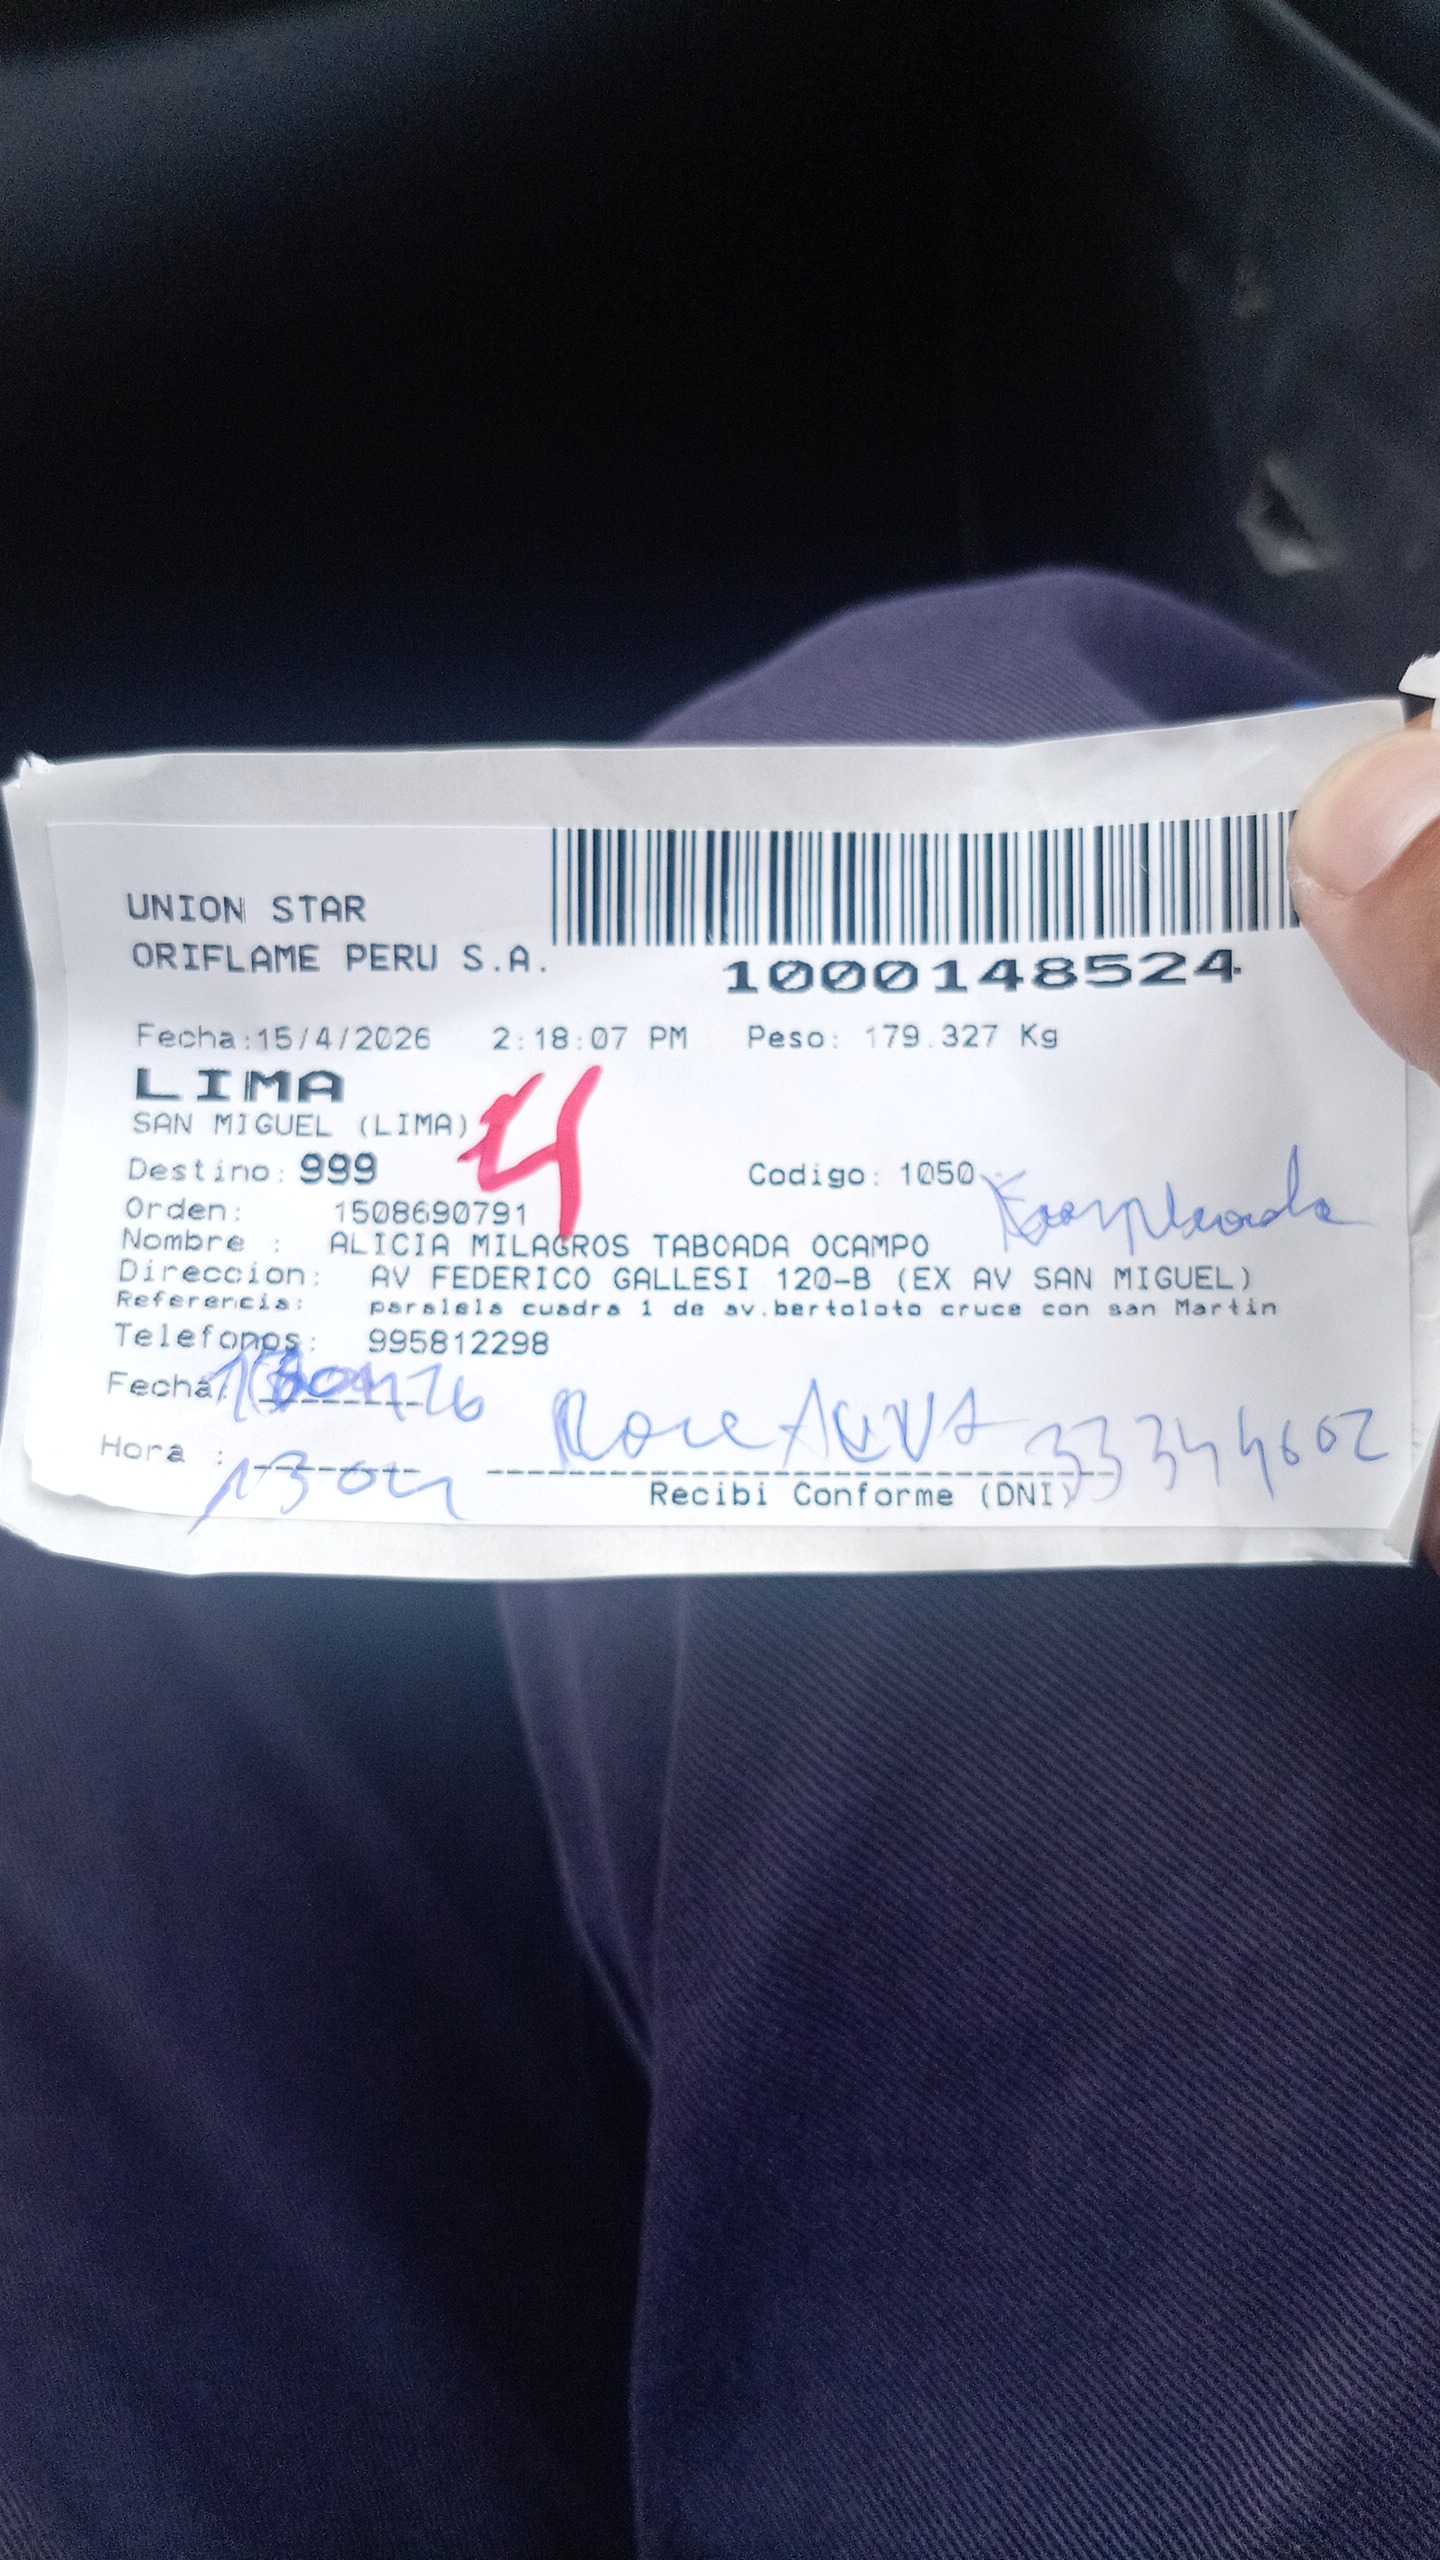 UNION STAR
ORIFLAME PERU S.A.
1000148524
Fecha:15/4/2026 2:18:07 PM Peso: 179.327 Kg
LIMA
SAN MIGUEL (LIMA)
4
Destino: 999 Codigo: 1050
Empleada
Orden: 1508690791
Nombre : ALICIA MILAGROS TABOADA OCAMPO
Direccion: AV FEDERICO GALLESI 120-B (EX AV SAN MIGUEL)
Referencia: paralela cuadra 1 de av.bertoloto cruce con san Martin
Telefonos: 995812298
Fecha:
Hora :
Recibi Conforme (DNI)